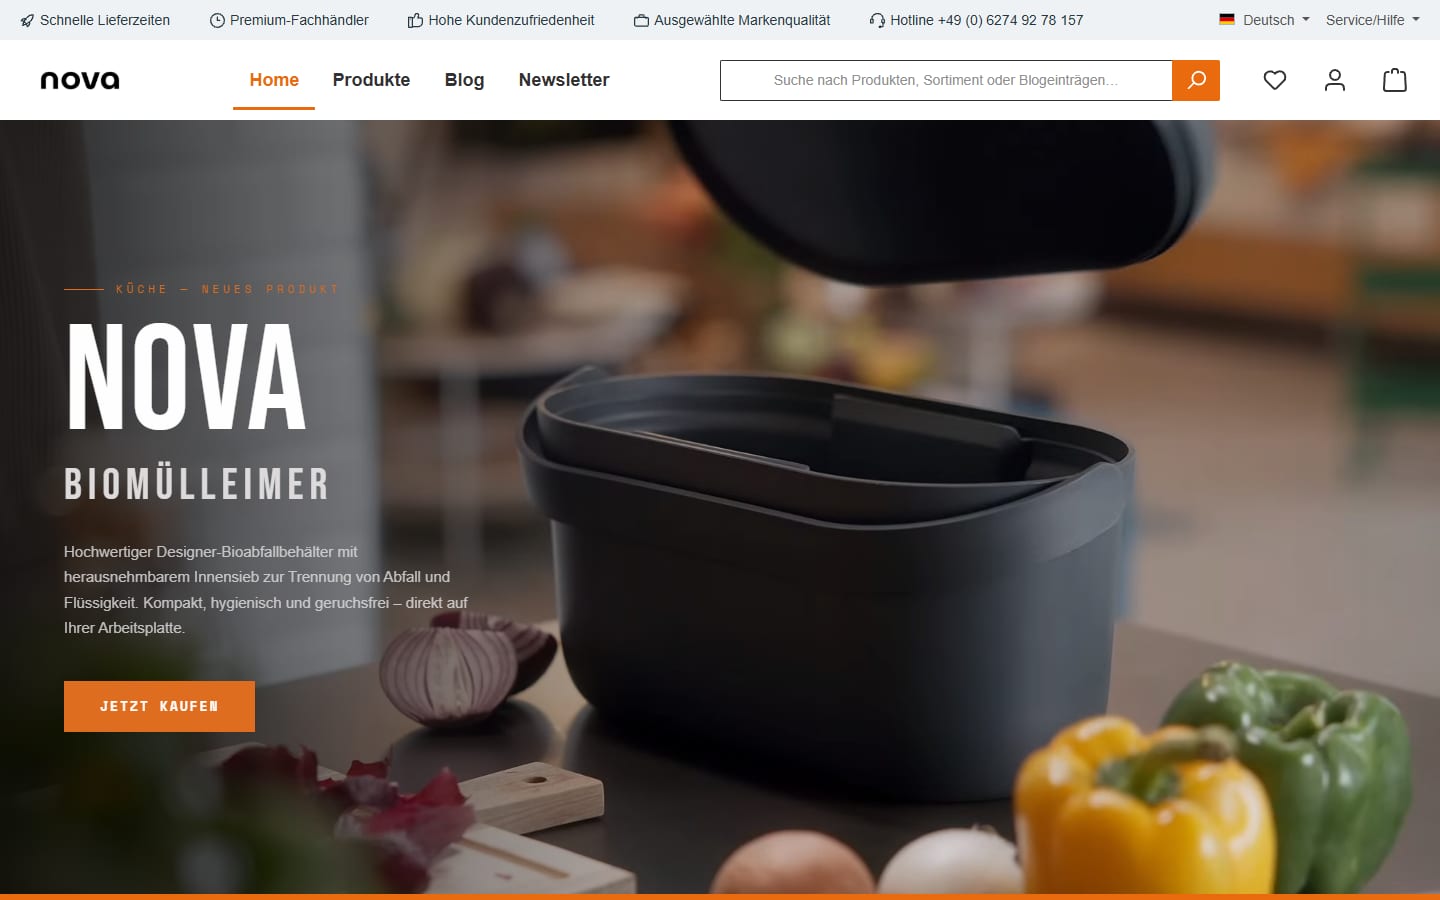 Schnelle Lieferzeiten
Premium-Fachhändler
Hohe Kundenzufriedenheit
Ausgewählte Markenqualität
Hotline +49 (0) 6274 92 78 157
Deutsch
Service/Hilfe
nova
Home
Produkte
Blog
Newsletter
Suche nach Produkten, Sortiment oder Blogeinträgen...
KÜCHE — NEUES PRODUKT
NOVA
BIOMÜLLEIMER
Hochwertiger Designer-Bioabfallbehälter mit
herausnehmbarem Innensieb zur Trennung von Abfall und
Flüssigkeit. Kompakt, hygienisch und geruchsfrei – direkt auf
Ihrer Arbeitsplatte.
JETZT KAUFEN